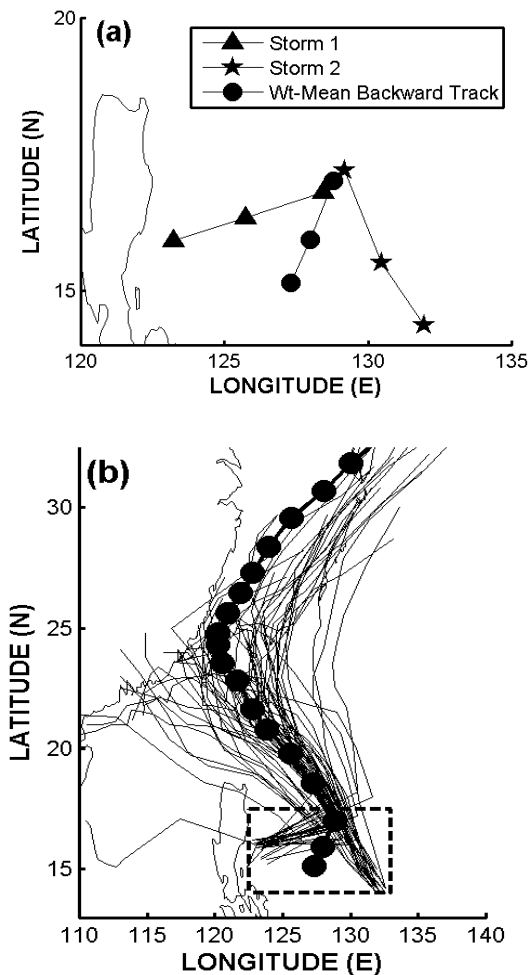 (a)
Storm 1
Storm 2
Wt-Mean Backward Track
20
15
LATITUDE (N)
120 125 130 135
LONGITUDE (E)
(b)
30
25
20
15
LATITUDE (N)
110 115 120 125 130 135 140
LONGITUDE (E)